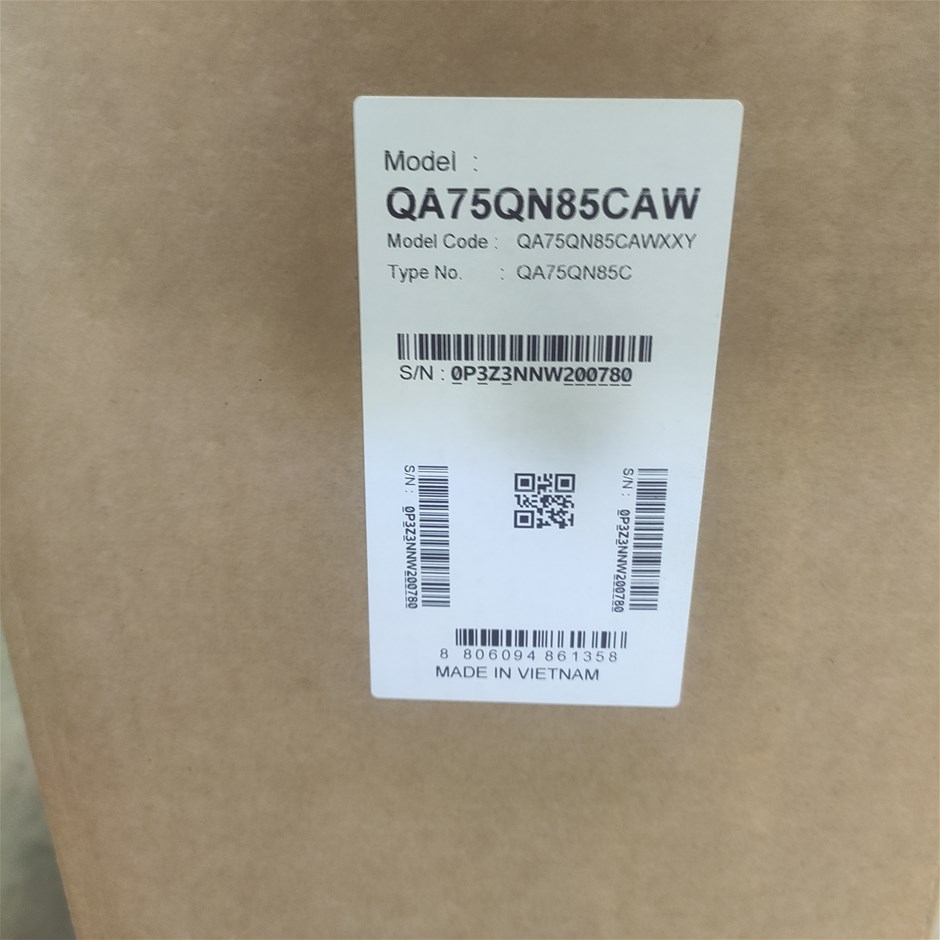 Model :
QA75QN85CAW
Model Code : QA75QN85CAWXXY
Type No. : QA75QN85C
S/N : 0P3Z3NNW200780
S/N : 0P3Z3NNW200780
S/N : 0P3Z3NNW200780
8 806094 861358
MADE IN VIETNAM